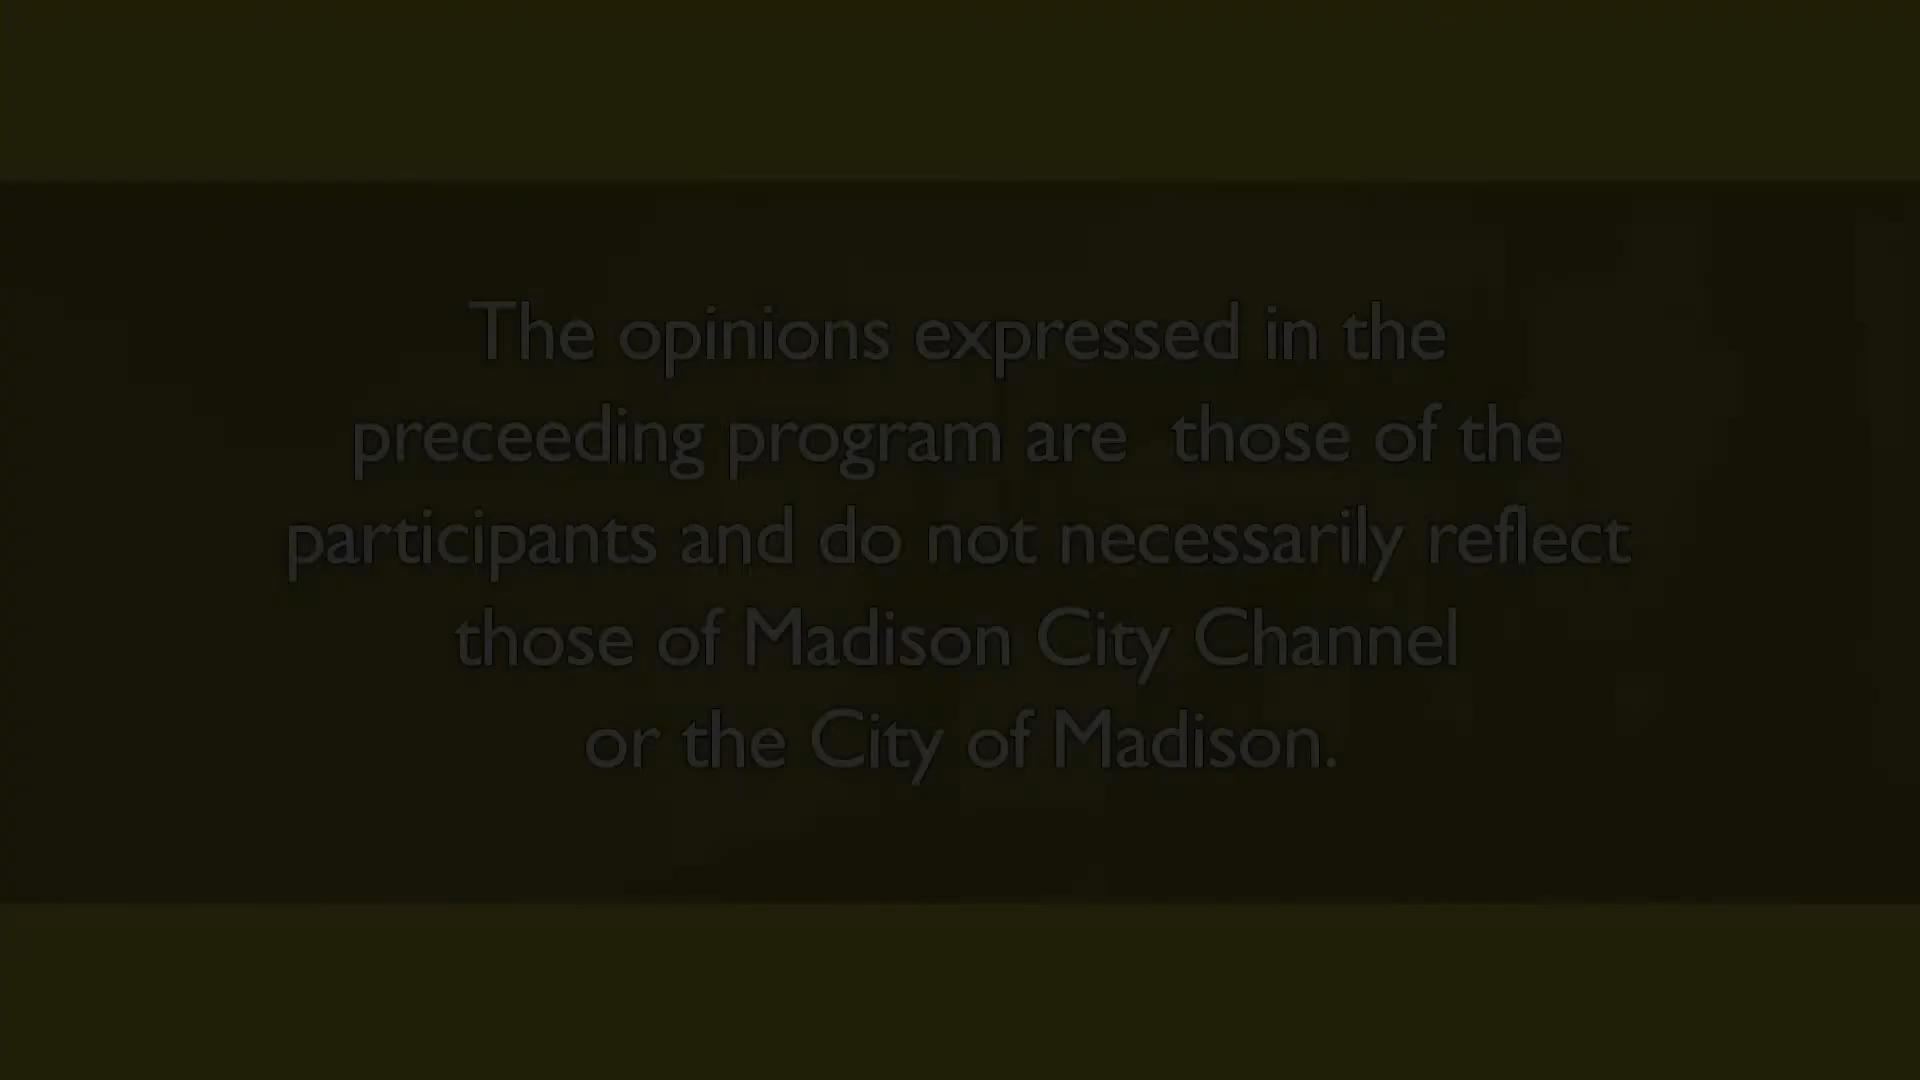 The opinions expressed in the
preceeding program are  those of the
participants and do not necessarily reflect
those of Madison City Channel
or the City of Madison.